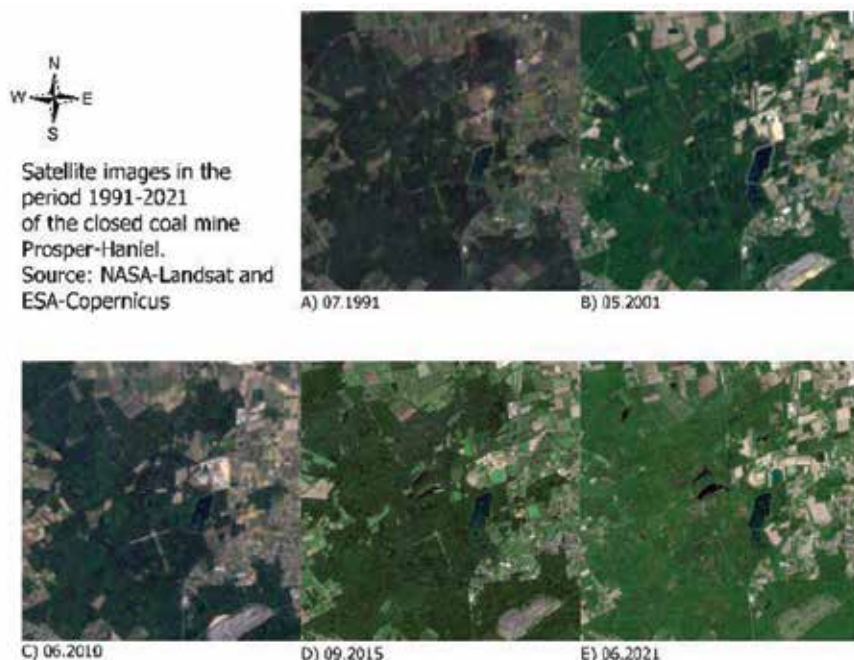 N
W E
S
Satellite images in the
period 1991-2021
of the closed coal mine
Prosper-Haniel.
Source: NASA-Landsat and
ESA-Copernicus
A) 07.1991
B) 05.2001
C) 06.2010
D) 09.2015
E) 06.2021